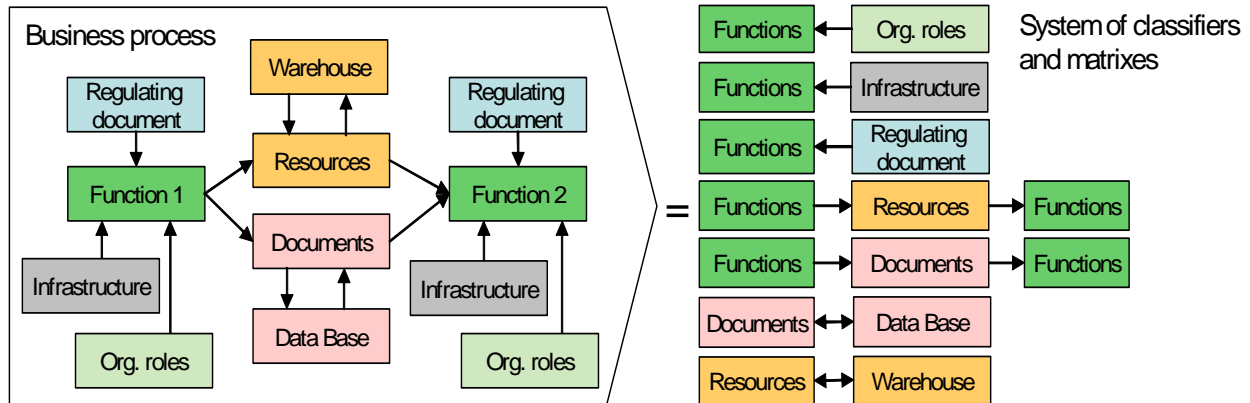 Business process
Warehouse
Regulating
document
Regulating
document
Resources
Function 1
Function 2
Documents
Infrastructure
Infrastructure
Data Base
Org. roles
Org. roles
=
System of classifiers
and matrixes
Functions
Org. roles
Functions
Infrastructure
Functions
Regulating
document
Functions
Resources
Functions
Functions
Documents
Functions
Documents
Data Base
Resources
Warehouse